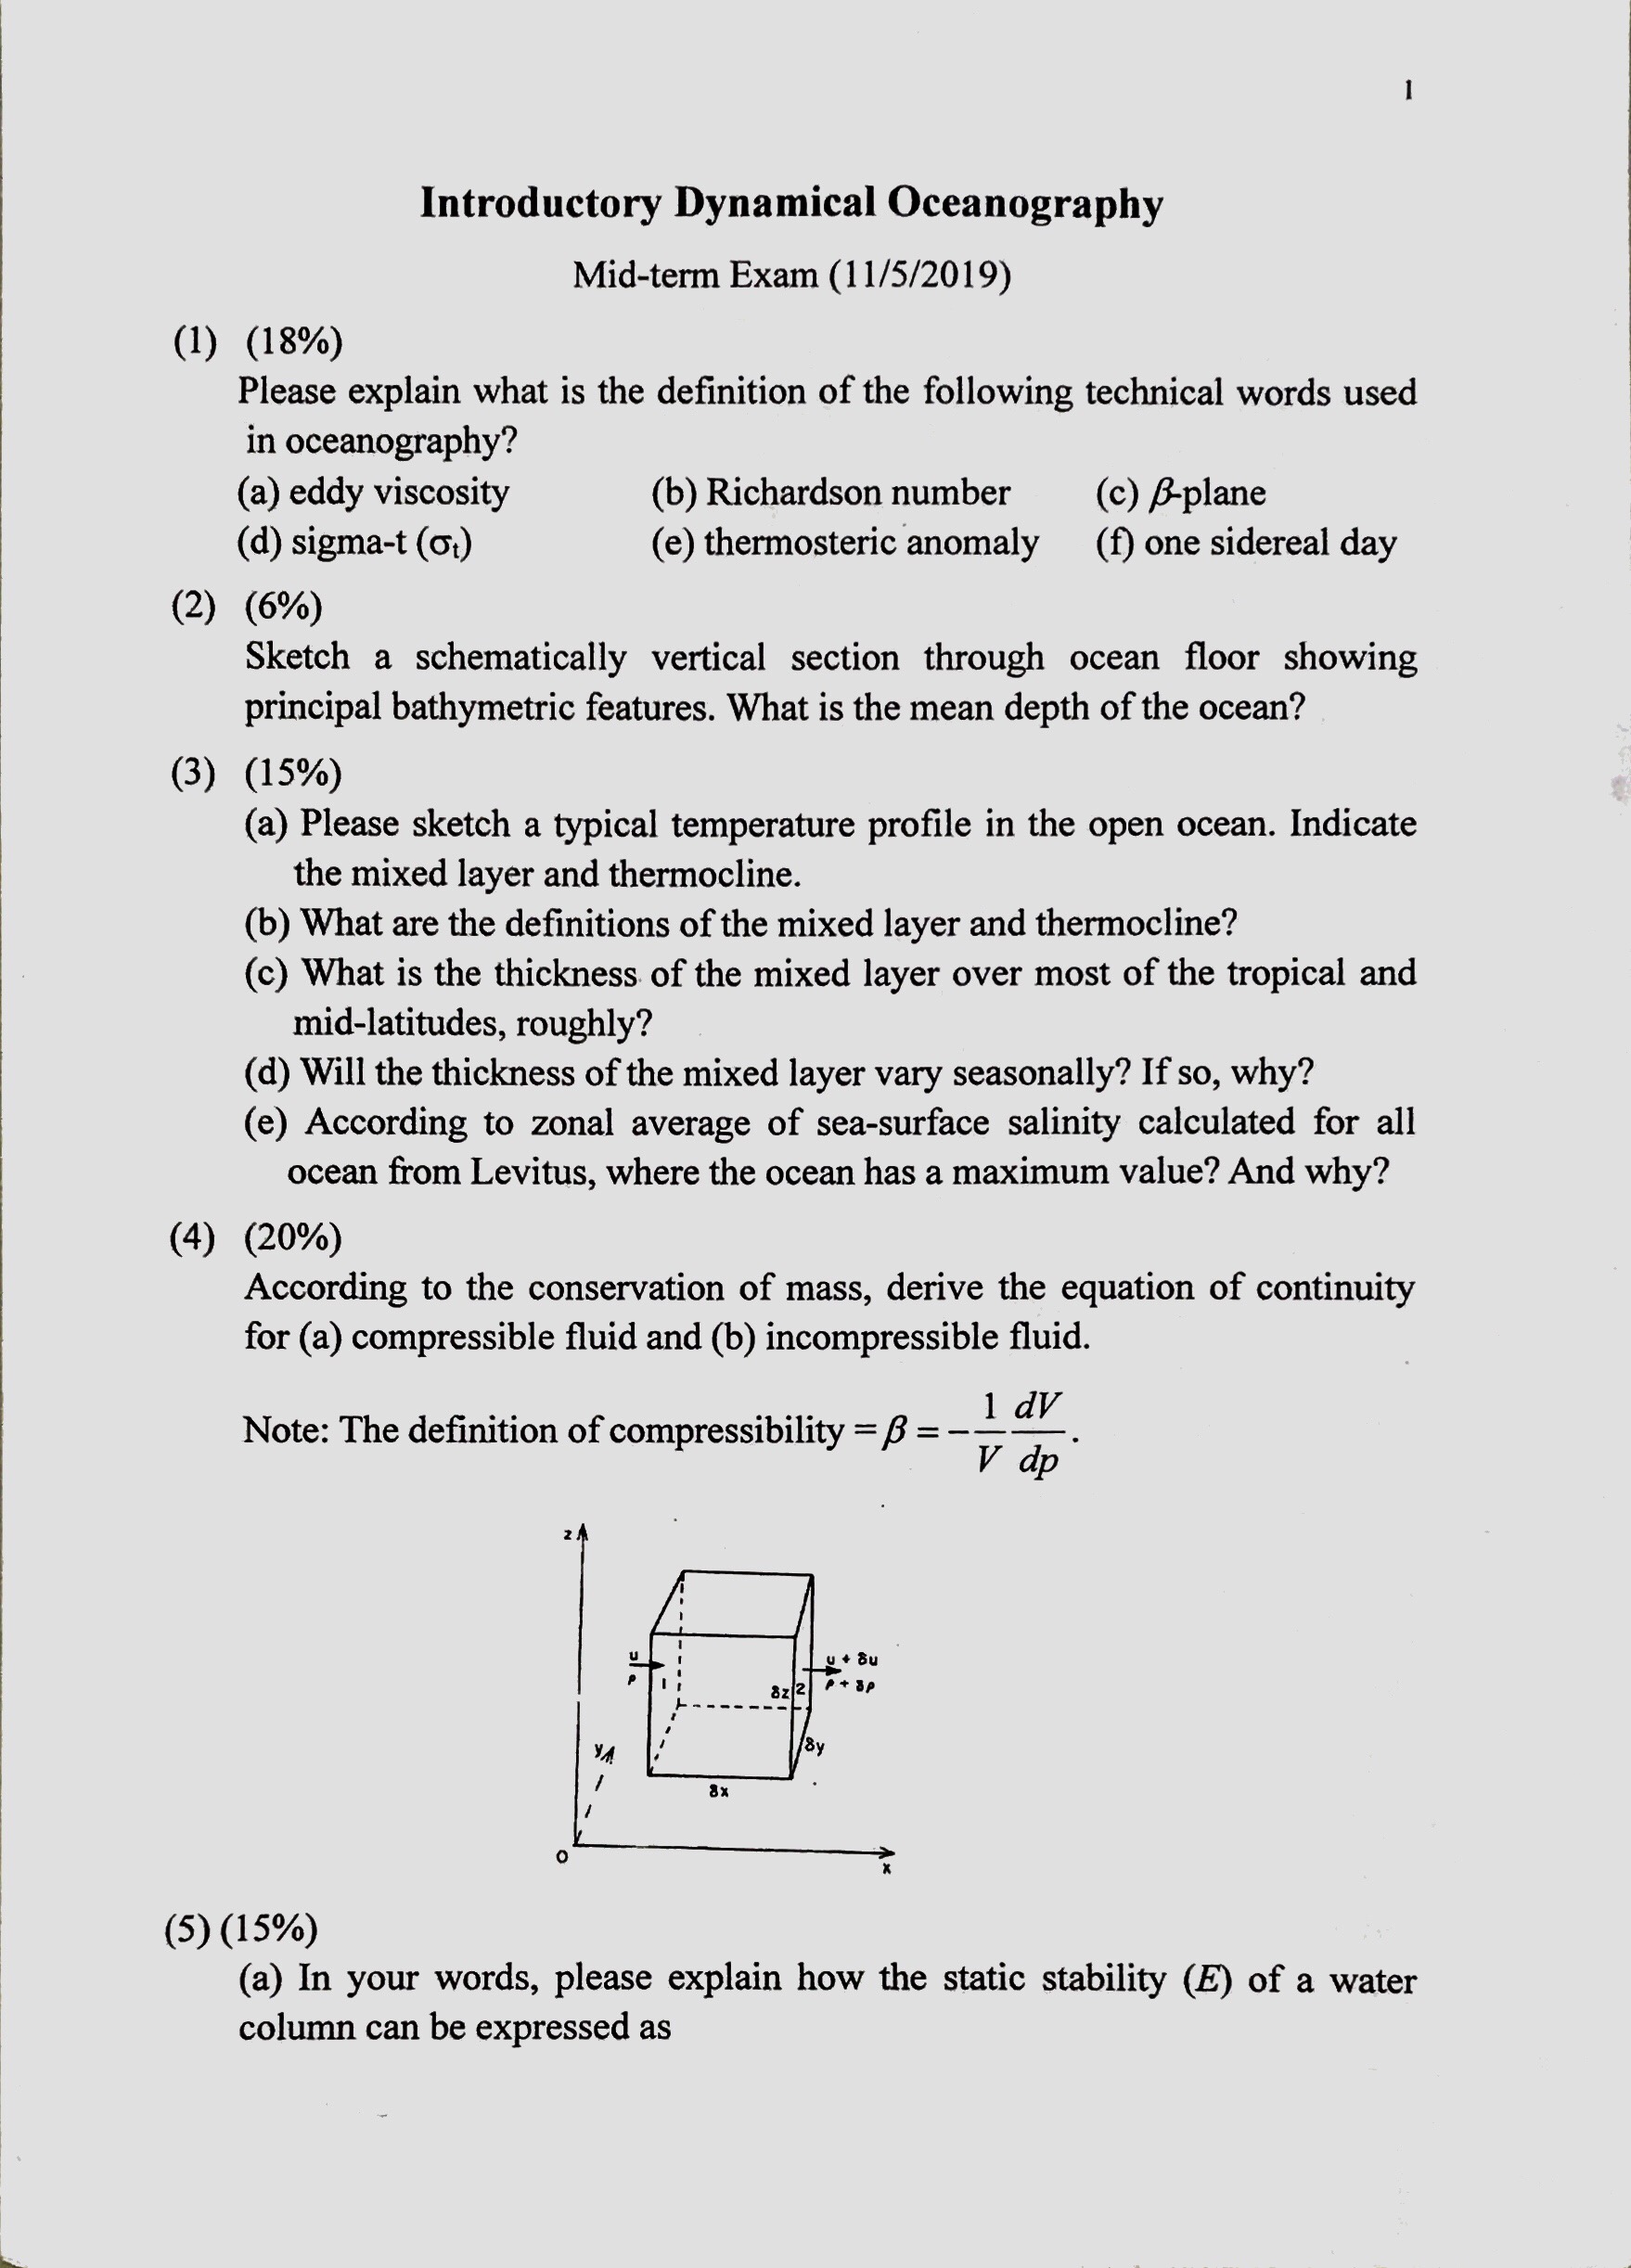 1
Introductory Dynamical Oceanography
Mid-term Exam (11/5/2019)
(1) (18%)
Please explain what is the definition of the following technical words used
in oceanography?
(a) eddy viscosity (b) Richardson number (c) β-plane
(d) sigma-t (σt) (e) thermosteric anomaly (f) one sidereal day
(2) (6%)
Sketch a schematically vertical section through ocean floor showing
principal bathymetric features. What is the mean depth of the ocean?
(3) (15%)
(a) Please sketch a typical temperature profile in the open ocean. Indicate
the mixed layer and thermocline.
(b) What are the definitions of the mixed layer and thermocline?
(c) What is the thickness of the mixed layer over most of the tropical and
mid-latitudes, roughly?
(d) Will the thickness of the mixed layer vary seasonally? If so, why?
(e) According to zonal average of sea-surface salinity calculated for all
ocean from Levitus, where the ocean has a maximum value? And why?
(4) (20%)
According to the conservation of mass, derive the equation of continuity
for (a) compressible fluid and (b) incompressible fluid.
Note: The definition of compressibility = β = −(1/V)(dV/dp).
z
u
ρ
1
u + δu
ρ + δρ
δz 2
y
δy
δx
O
x
(5) (15%)
(a) In your words, please explain how the static stability (E) of a water
column can be expressed as